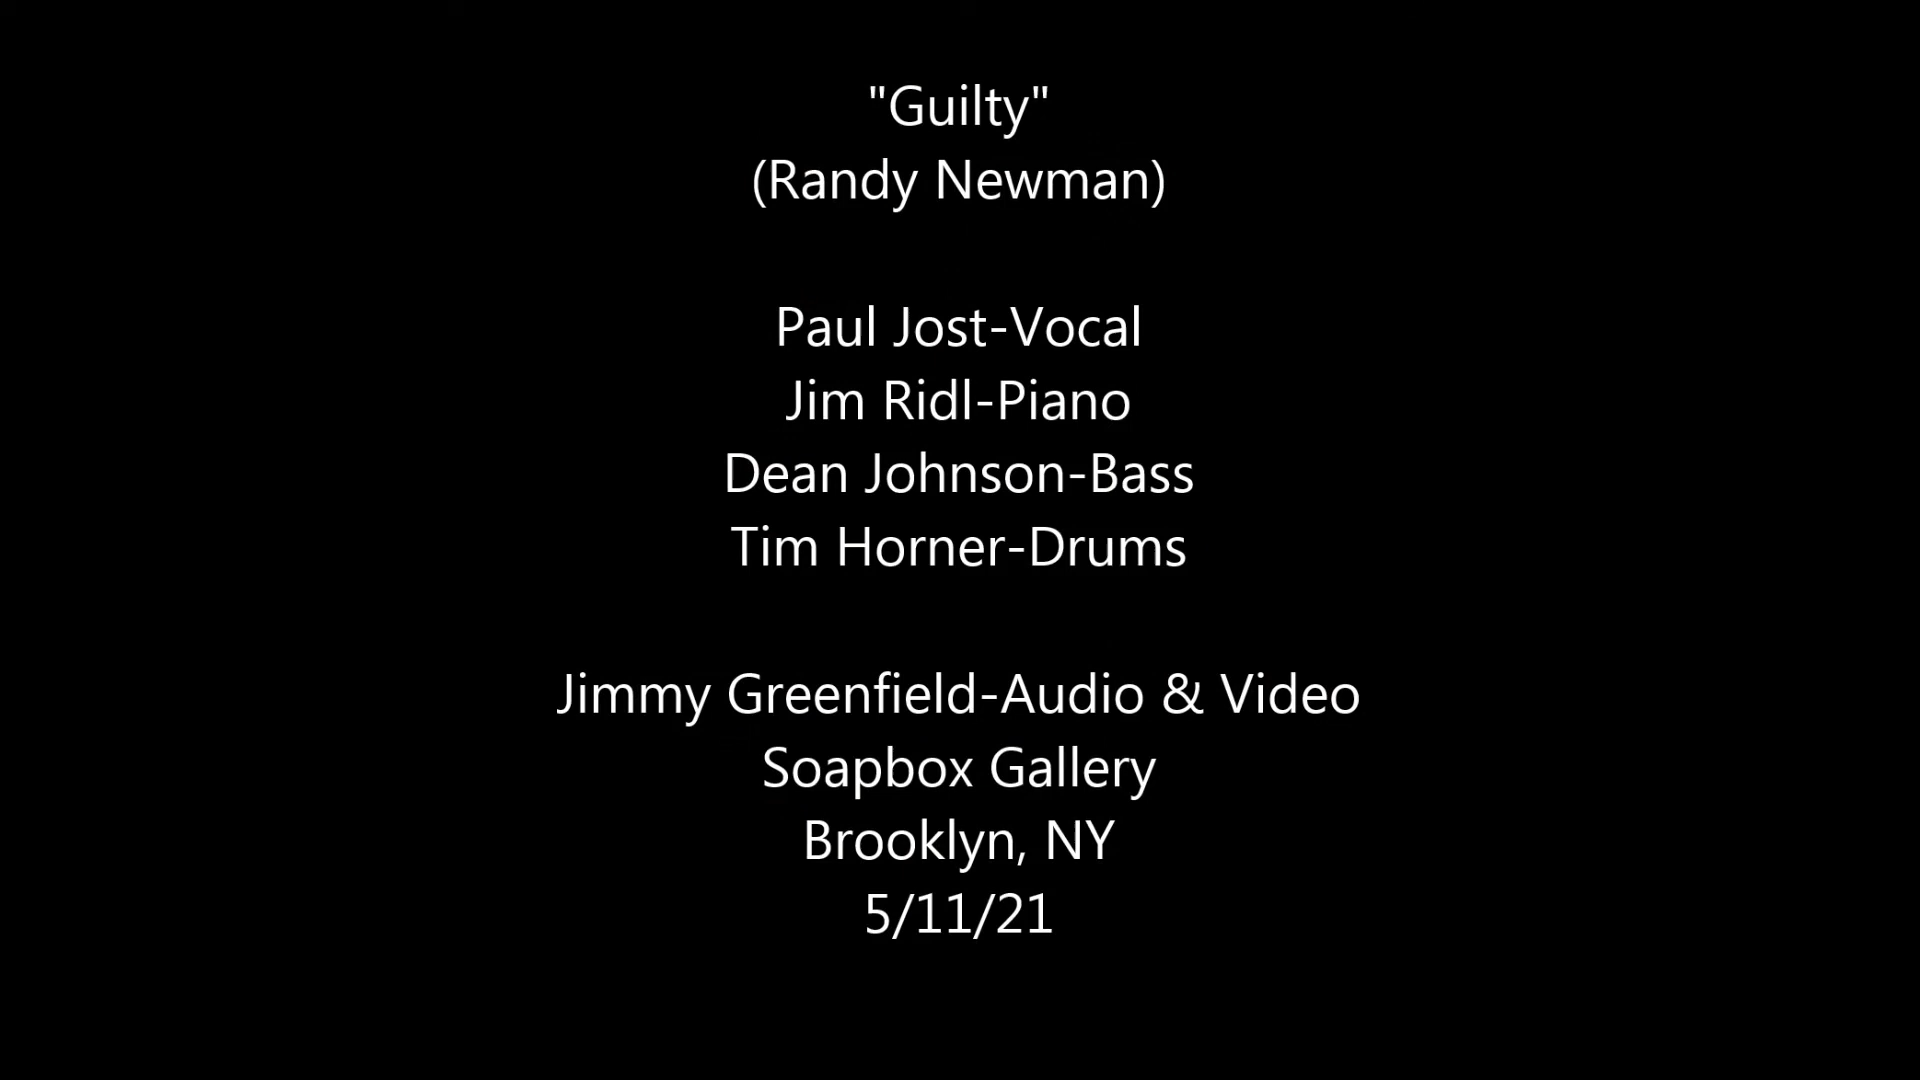 "Guilty"
(Randy Newman)
Paul Jost-Vocal
Jim Ridl-Piano
Dean Johnson-Bass
Tim Horner-Drums
Jimmy Greenfield-Audio & Video
Soapbox Gallery
Brooklyn, NY
5/11/21